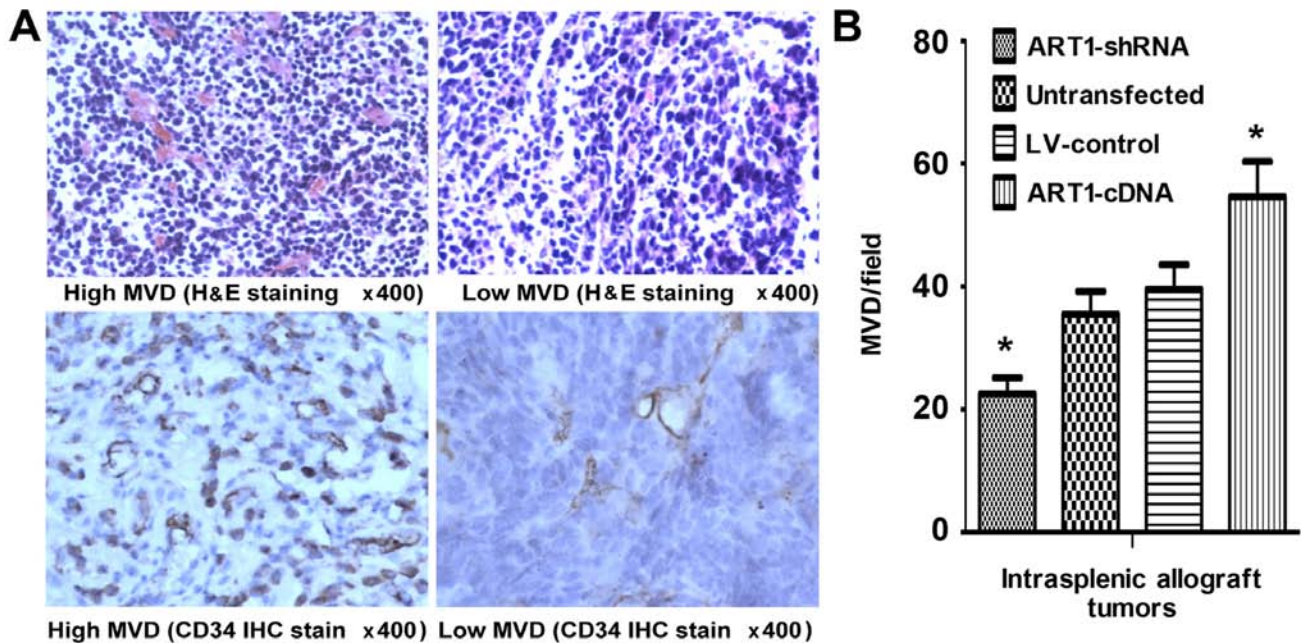 A
High MVD (H&E staining x400)
Low MVD (H&E staining x400)
High MVD (CD34 IHC stain x400)
Low MVD (CD34 IHC stain x400)
B
80
60
40
20
0
MVD/field
ART1-shRNA
Untransfected
LV-control
ART1-cDNA
*
*
Intrasplenic allograft
tumors